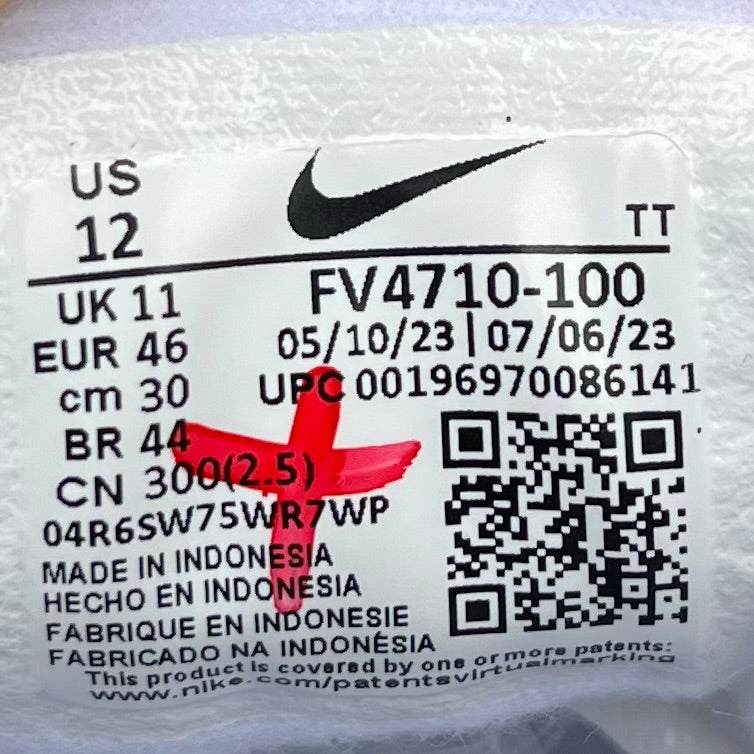 US
12
TT
UK 11
FV4710-100
EUR 46
05/10/23 | 07/06/23
cm 30
UPC 00196970086141
BR 44
CN 300(2.5)
04R6SW75WR7WP
MADE IN INDONESIA
HECHO EN INDONESIA
FABRIQUE EN INDONESIE
FABRICADO NA INDONÉSIA
This product is covered by one or more patents:
www.nike.com/patentsvirtualmarking